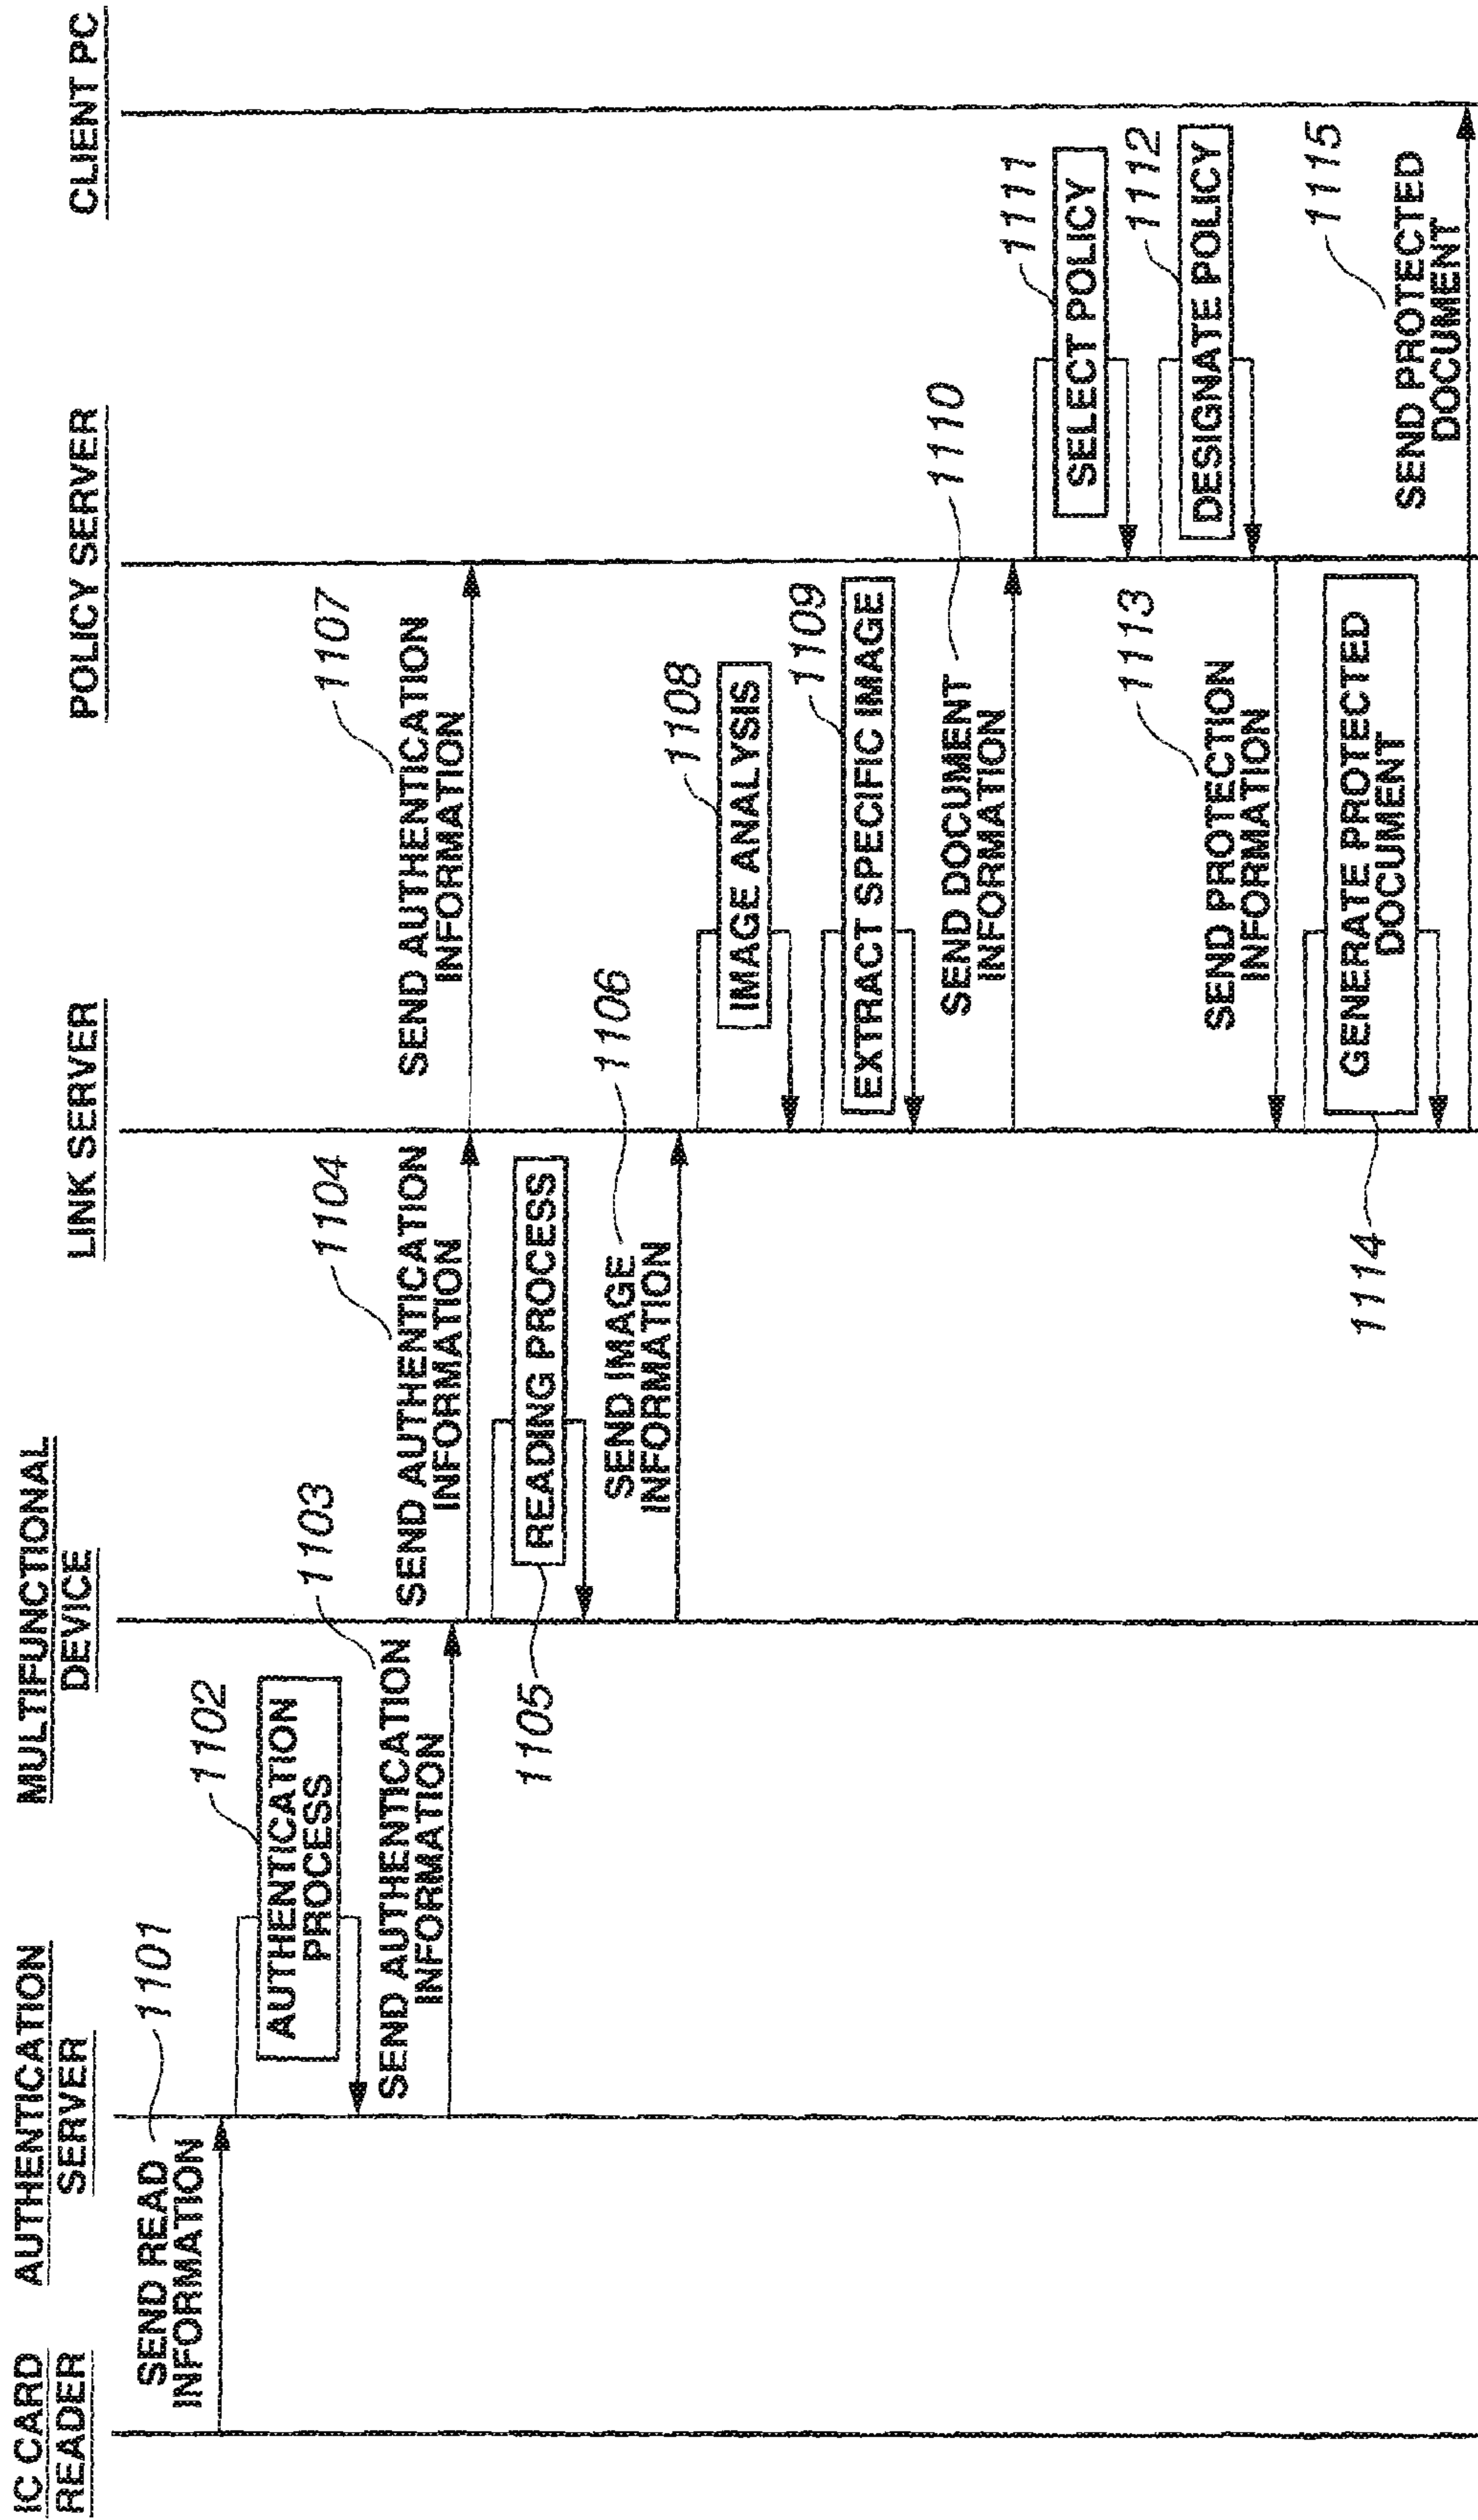 IC CARD
READER
AUTHENTICATION
SERVER
MULTIFUNCTIONAL
DEVICE
LINK SERVER
POLICY SERVER
CLIENT PC
1101
SEND READ
INFORMATION
1102
AUTHENTICATION
PROCESS
1103
SEND AUTHENTICATION
INFORMATION
1104
SEND AUTHENTICATION
INFORMATION
1107
SEND AUTHENTICATION
INFORMATION
READING PROCESS
1105
1106
SEND IMAGE
INFORMATION
1108
IMAGE ANALYSIS
1109
EXTRACT SPECIFIC IMAGE
1110
SEND DOCUMENT
INFORMATION
1111
SELECT POLICY
1112
DESIGNATE POLICY
1113
SEND PROTECTION
INFORMATION
GENERATE PROTECTED
DOCUMENT
1114
1115
SEND PROTECTED
DOCUMENT